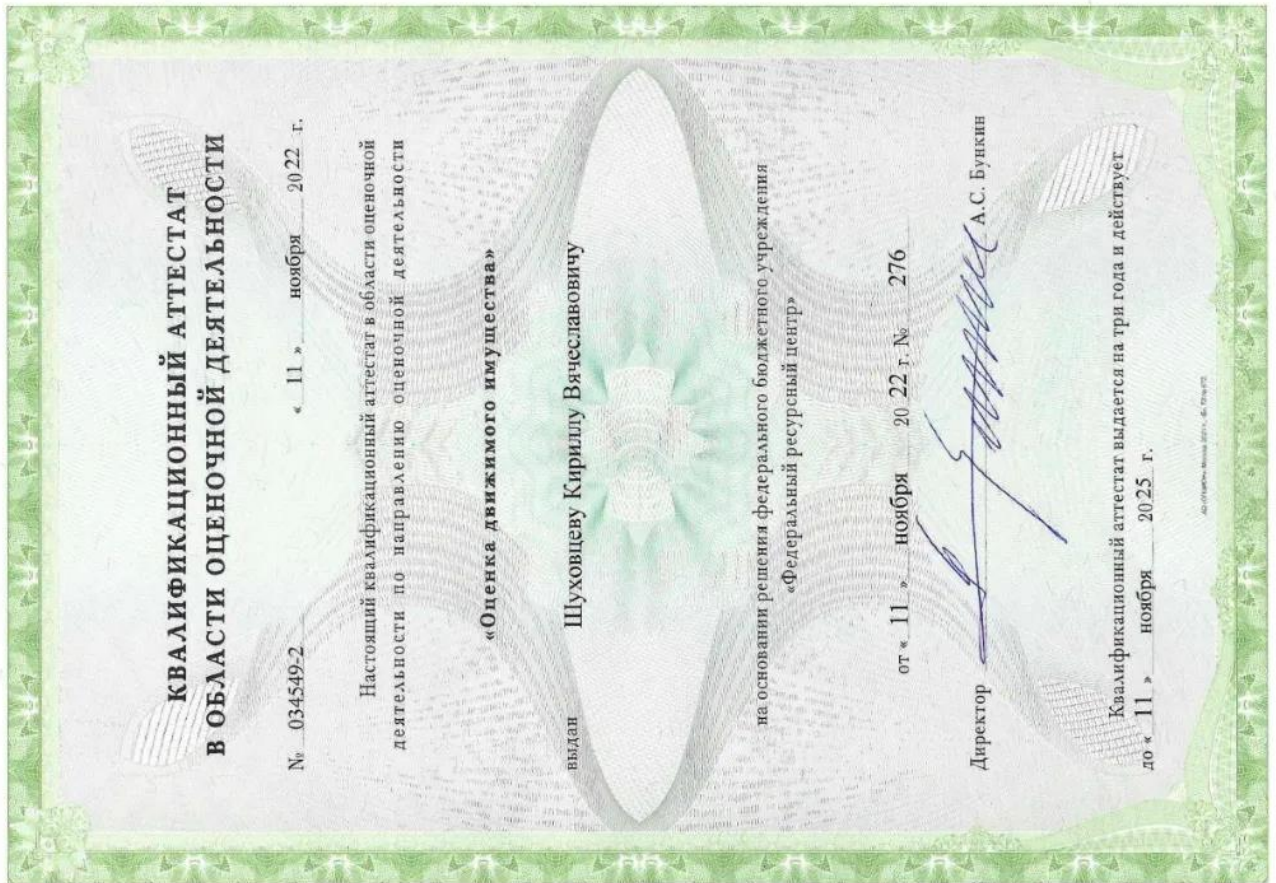 КВАЛИФИКАЦИОННЫЙ АТТЕСТАТ
В ОБЛАСТИ ОЦЕНОЧНОЙ ДЕЯТЕЛЬНОСТИ
№ 034549-2 « 11 » ноября 2022 г.
Настоящий квалификационный аттестат в области оценочной
деятельности по направлению оценочной деятельности
«Оценка движимого имущества»
выдан Шуховцеву Кириллу Вячеславовичу
на основании решения федерального бюджетного учреждения
«Федеральный ресурсный центр»
от « 11 » ноября 20 22 г. № 276
Директор А.С. Бункин
Квалификационный аттестат выдается на три года и действует
до « 11 » ноября 2025 г.